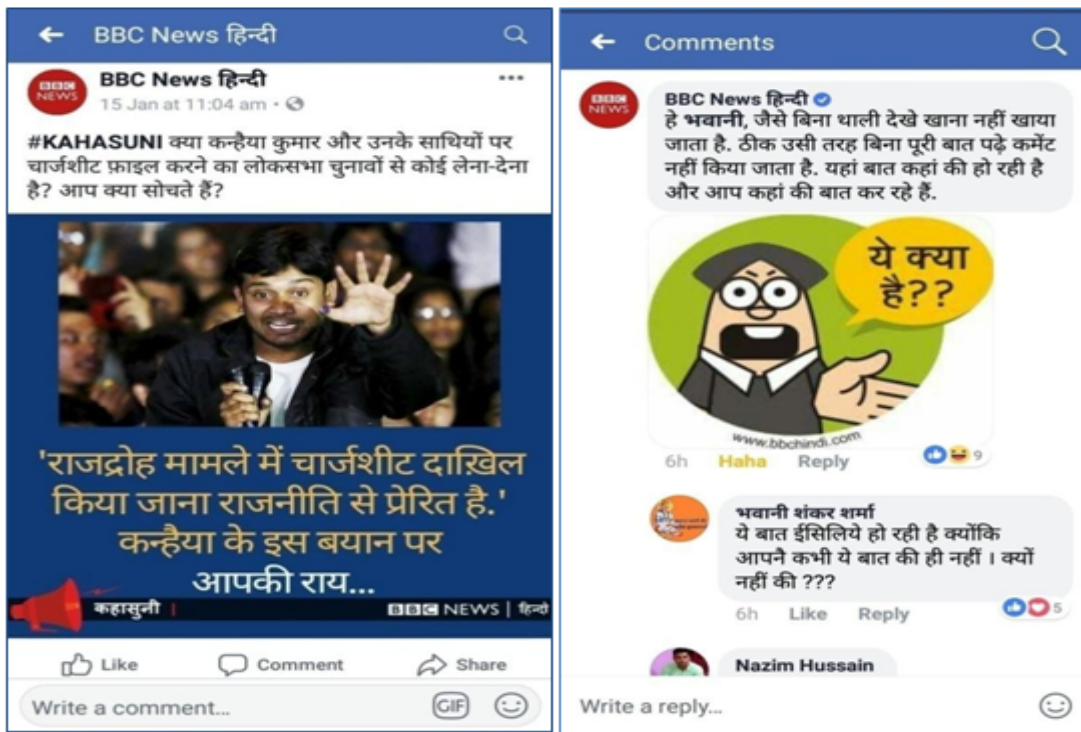 BBC News हिन्दी
BBC NEWS
BBC News हिन्दी
15 Jan at 11:04 am
#KAHASUNI क्या कन्हैया कुमार और उनके साथियों पर
चार्जशीट फ़ाइल करने का लोकसभा चुनावों से कोई लेना-देना
है? आप क्या सोचते हैं?
'राजद्रोह मामले में चार्जशीट दाख़िल
किया जाना राजनीति से प्रेरित है.'
कन्हैया के इस बयान पर
आपकी राय...
कहासुनी
BBC NEWS | हिन्दी
Like Comment Share
Write a comment...
GIF
Comments
BBC NEWS
BBC News हिन्दी
हे भवानी, जैसे बिना थाली देखे खाना नहीं खाया
जाता है. ठीक उसी तरह बिना पूरी बात पढ़े कमेंट
नहीं किया जाता है. यहां बात कहां की हो रही है
और आप कहां की बात कर रहे हैं.
ये क्या
है??
www.bbchindi.com
6h Haha Reply 9
भवानी शंकर शर्मा
ये बात ईसिलिये हो रही है क्योंकि
आपनै कभी ये बात की ही नहीं । क्यों
नहीं की ???
6h Like Reply 5
Nazim Hussain
Write a reply...